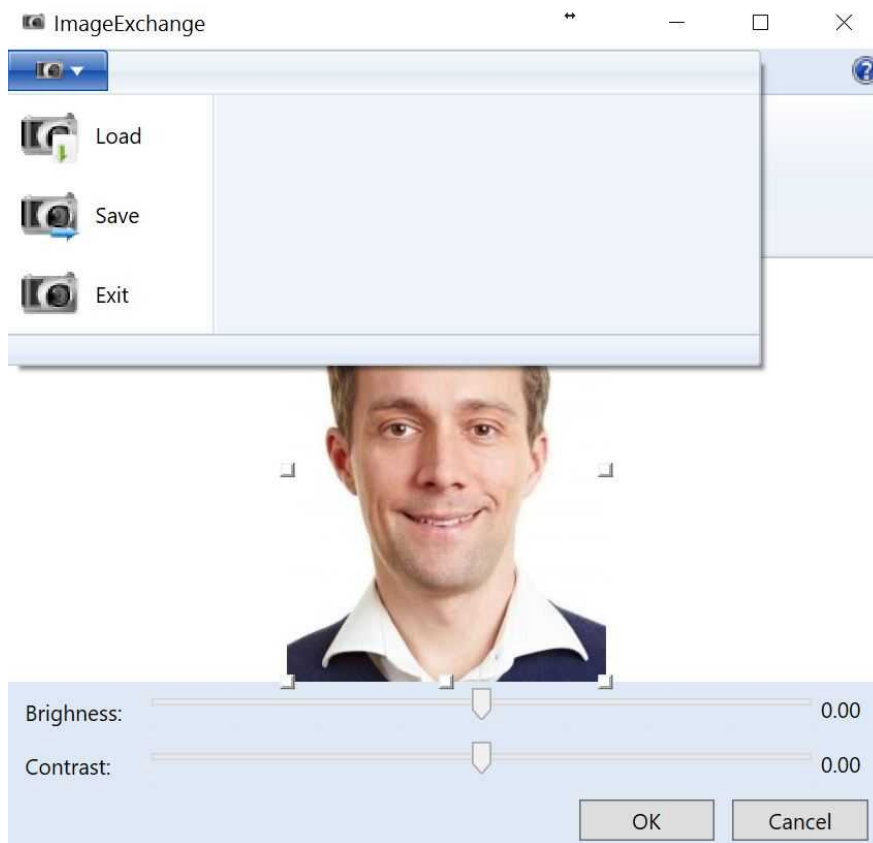 ImageExchange
Load
Save
Exit
Brighness: 0.00
Contrast: 0.00
OK Cancel